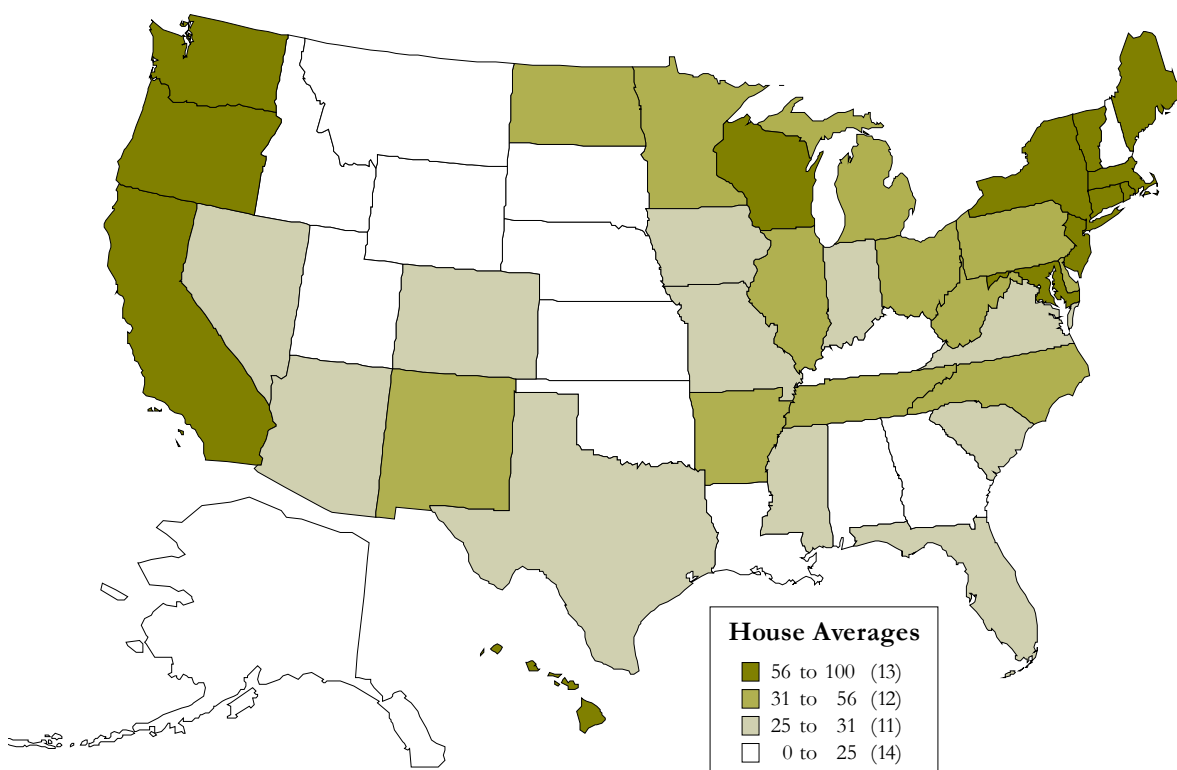 House Averages
56 to 100 (13)
31 to 56 (12)
25 to 31 (11)
0 to 25 (14)